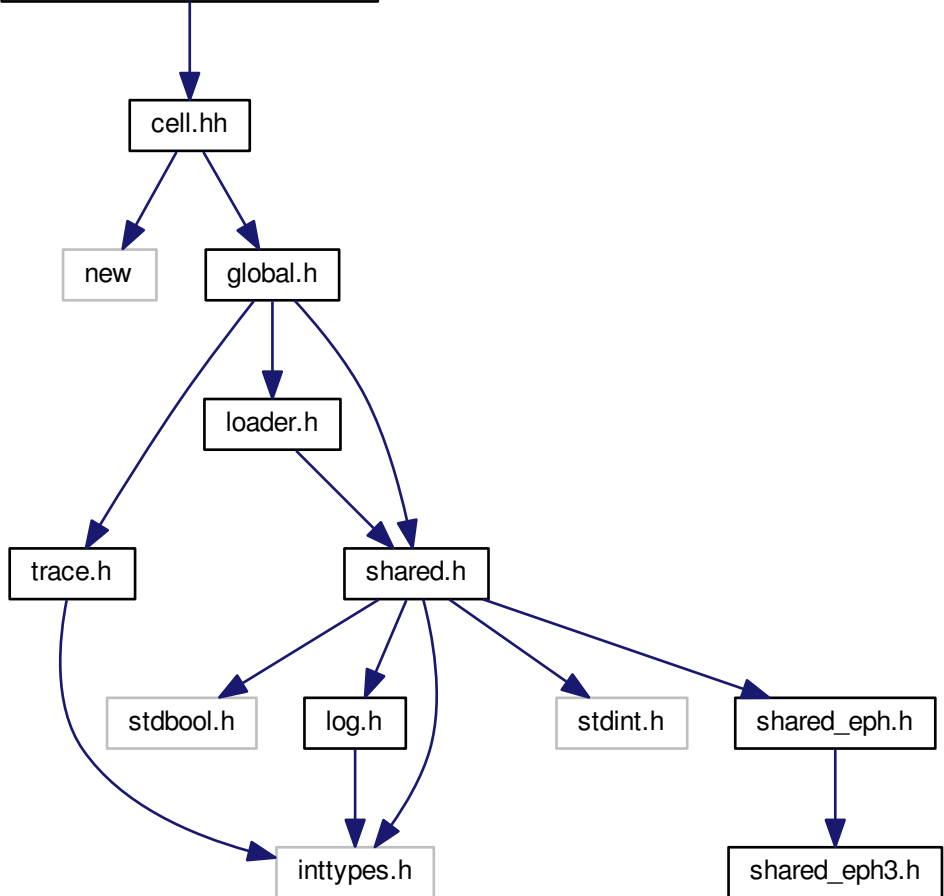 cell.hh
new
global.h
loader.h
trace.h
shared.h
stdbool.h
log.h
stdint.h
shared_eph.h
inttypes.h
shared_eph3.h